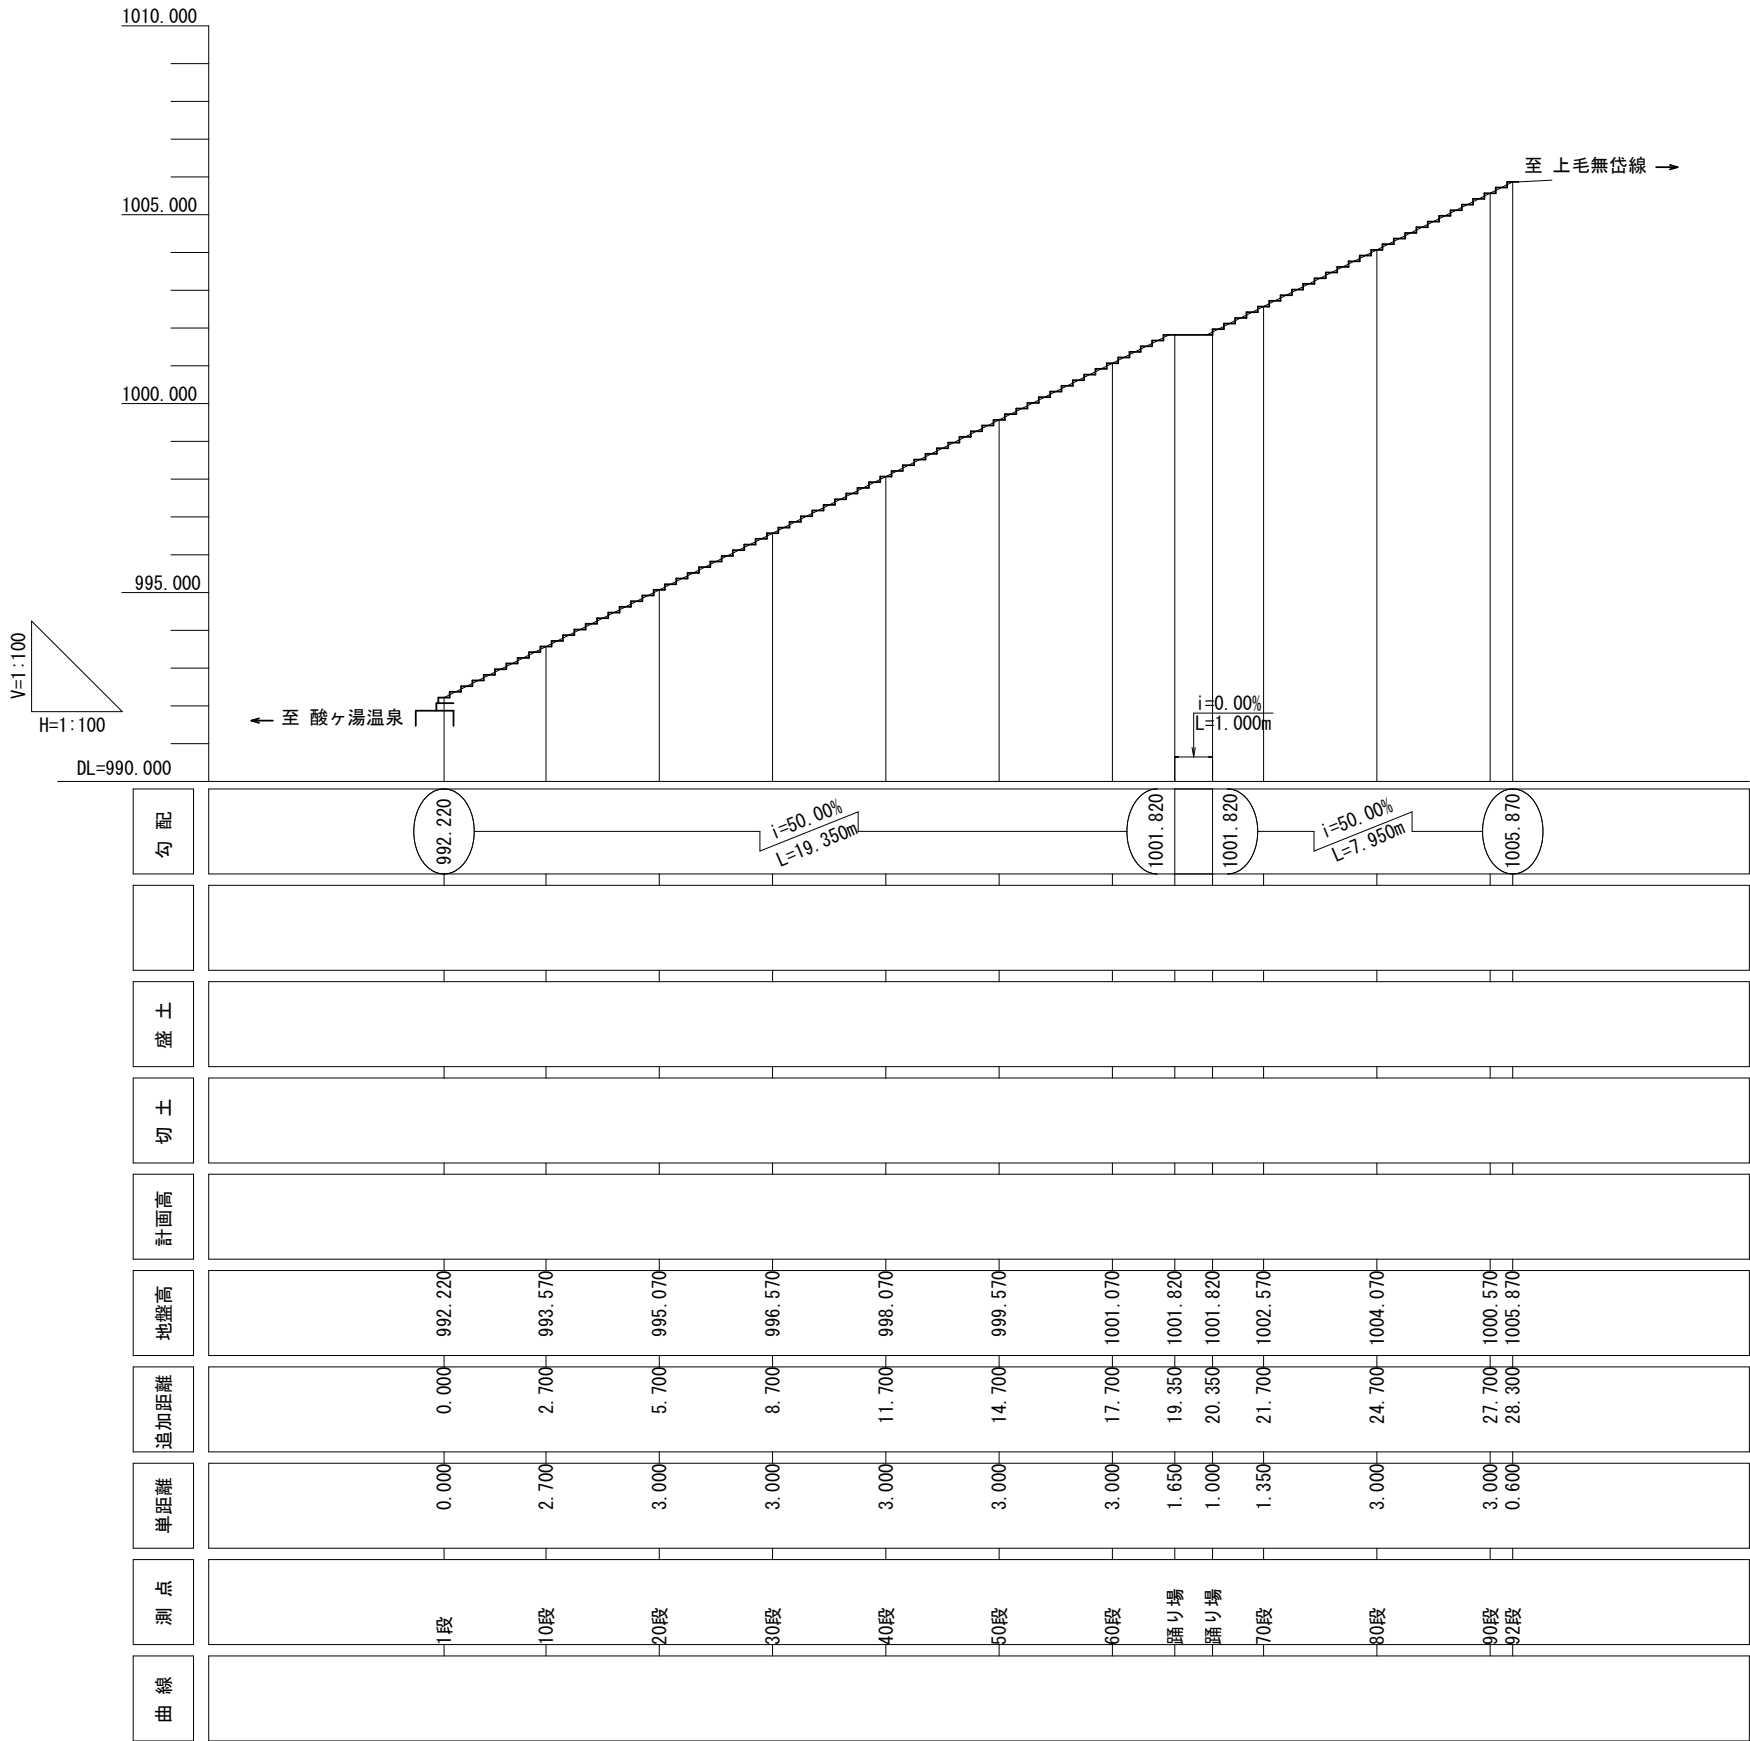 1010.000
1005.000
1000.000
995.000
DL=990.000
V=1:100
H=1:100
← 至 酸ヶ湯温泉
至 上毛無岱線 →
i=0.00%
L=1.000m
勾 配
992.220
i=50.00%
L=19.350m
1001.820
1001.820
i=50.00%
L=7.950m
1005.870
盛 土
切 土
計画高
地盤高
992.220
993.570
995.070
996.570
998.070
999.570
1001.070
1001.820
1001.820
1002.570
1004.070
1000.570
1005.870
追加距離
0.000
2.700
5.700
8.700
11.700
14.700
17.700
19.350
20.350
21.700
24.700
27.700
28.300
単距離
0.000
2.700
3.000
3.000
3.000
3.000
3.000
1.650
1.000
1.350
3.000
3.000
0.600
測 点
1段
10段
20段
30段
40段
50段
60段
踊り場
踊り場
70段
80段
90段
92段
曲 線